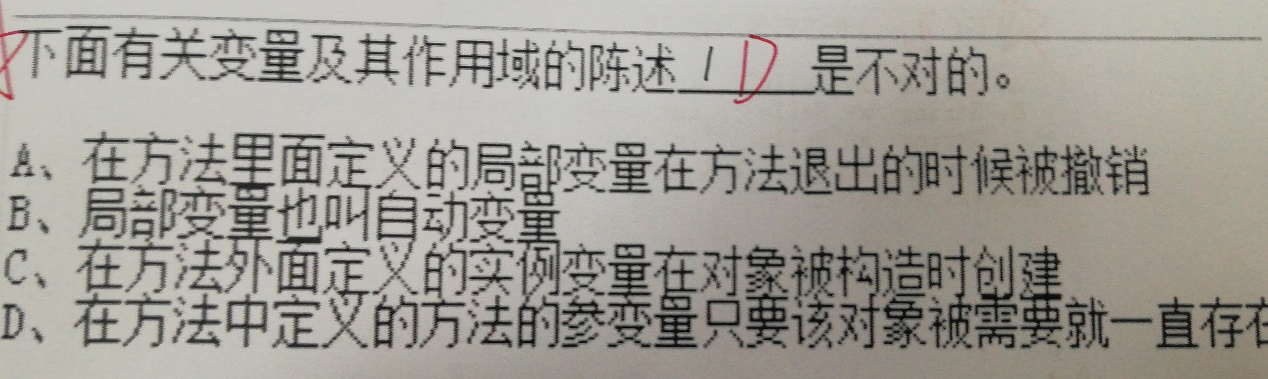 下面有关变量及其作用域的陈述 1 D 是不对的。
A、在方法里面定义的局部变量在方法退出的时候被撤销
B、局部变量也叫自动变量
C、在方法外面定义的实例变量在对象被构造时创建
D、在方法中定义的方法的参变量只要该对象被需要就一直存在